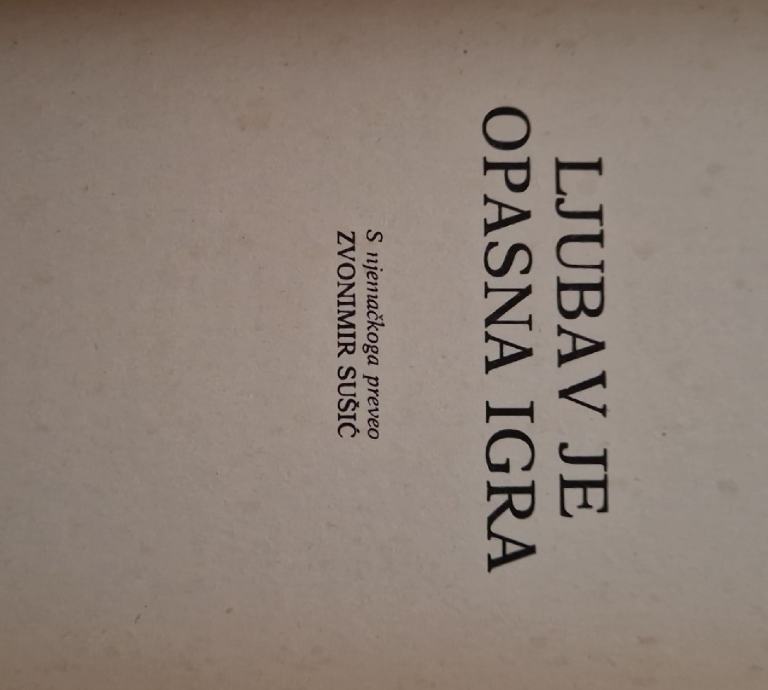 LJUBAV JE
OPASNA IGRA
S njemačkoga preveo
ZVONIMIR SUŠIĆ